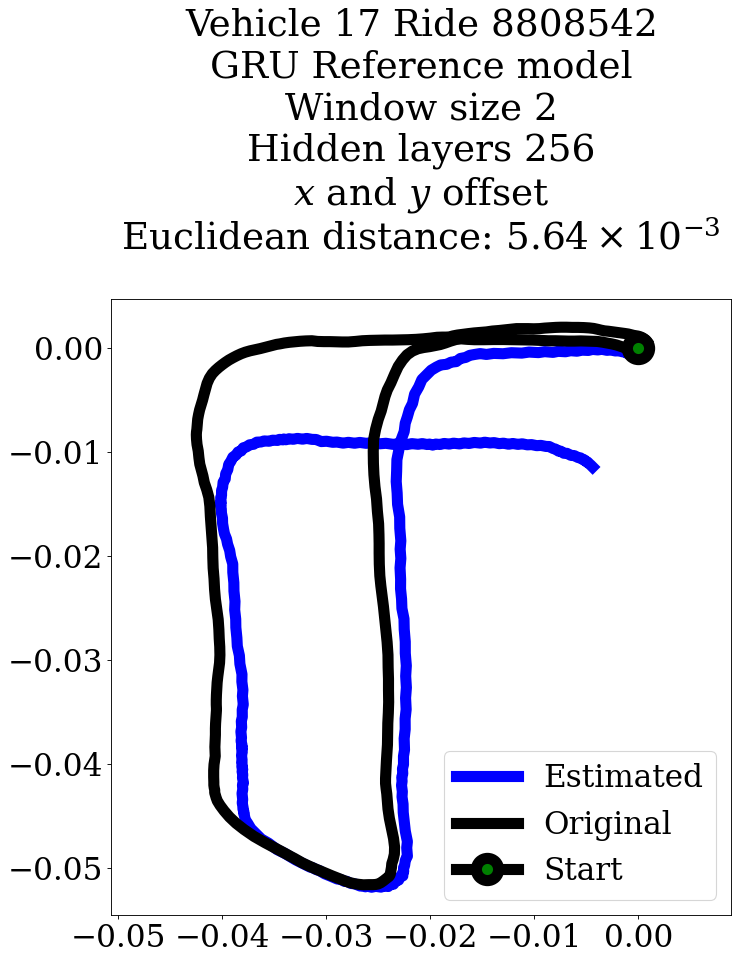 Vehicle 17 Ride 8808542
GRU Reference model
Window size 2
Hidden layers 256
x and y offset
Euclidean distance: 5.64 × 10⁻³
0.00
−0.01
−0.02
−0.03
−0.04
−0.05
Estimated
Original
Start
−0.05 −0.04 −0.03 −0.02 −0.01 0.00